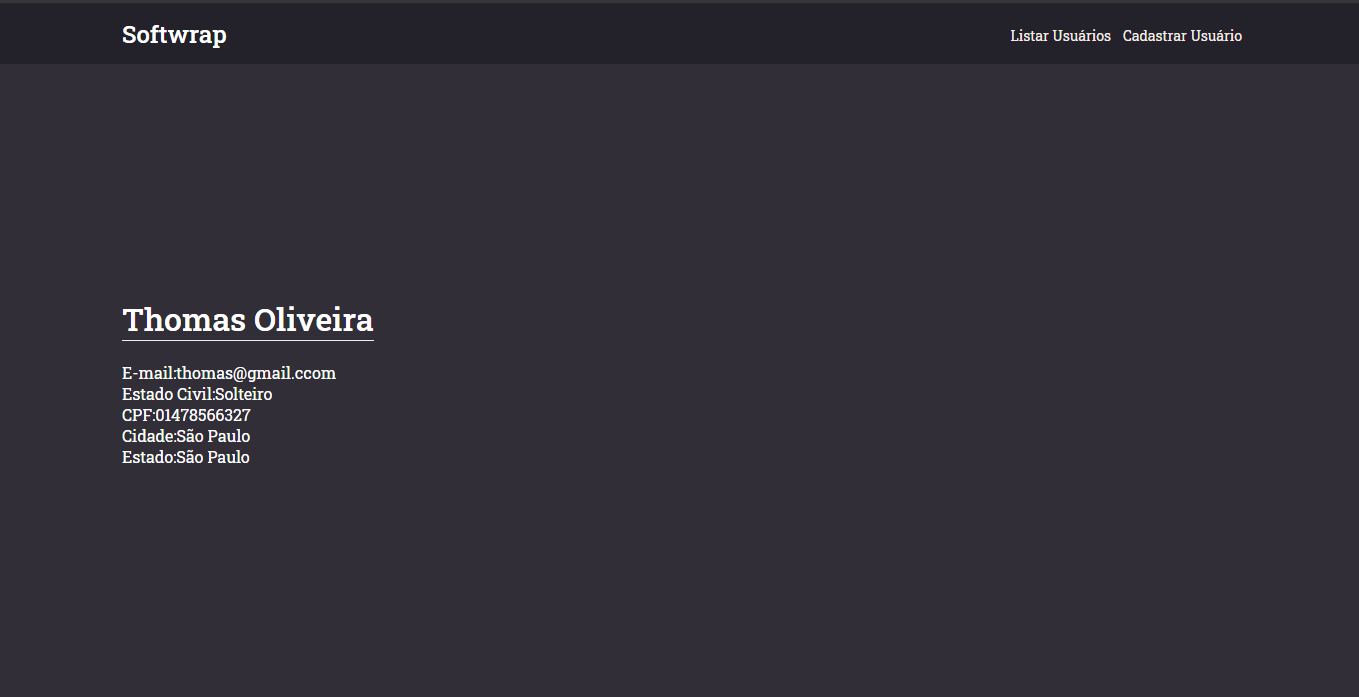 Softwrap
Listar Usuários Cadastrar Usuário
Thomas Oliveira
E-mail:thomas@gmail.ccom
Estado Civil:Solteiro
CPF:01478566327
Cidade:São Paulo
Estado:São Paulo